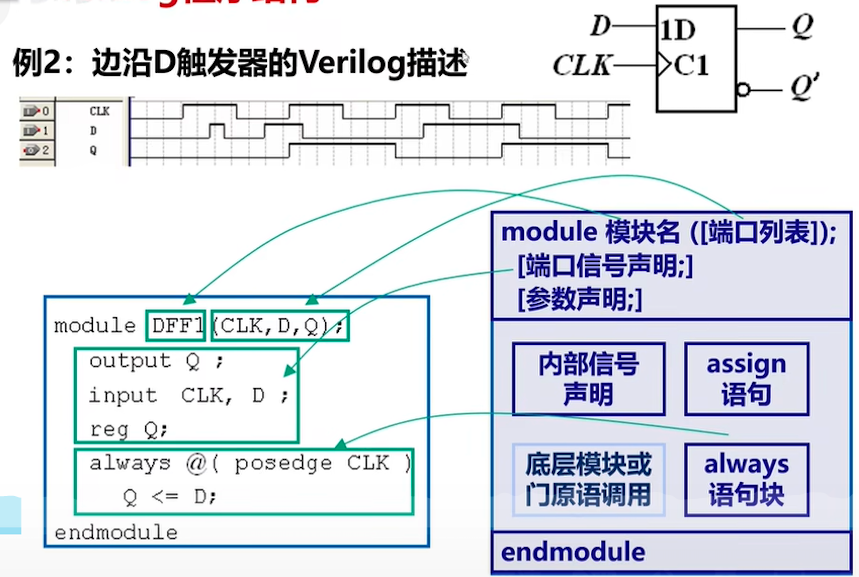 例2：边沿D触发器的Verilog描述
D
1D
Q
CLK
C1
Q'
0 CLK
1 D
2 Q
module 模块名 ([端口列表]);
[端口信号声明;]
[参数声明;]
内部信号
声明
assign
语句
底层模块或
门原语调用
always
语句块
endmodule
module DFF1(CLK,D,Q);
output Q ;
input CLK, D ;
reg Q;
always @( posedge CLK )
Q <= D;
endmodule